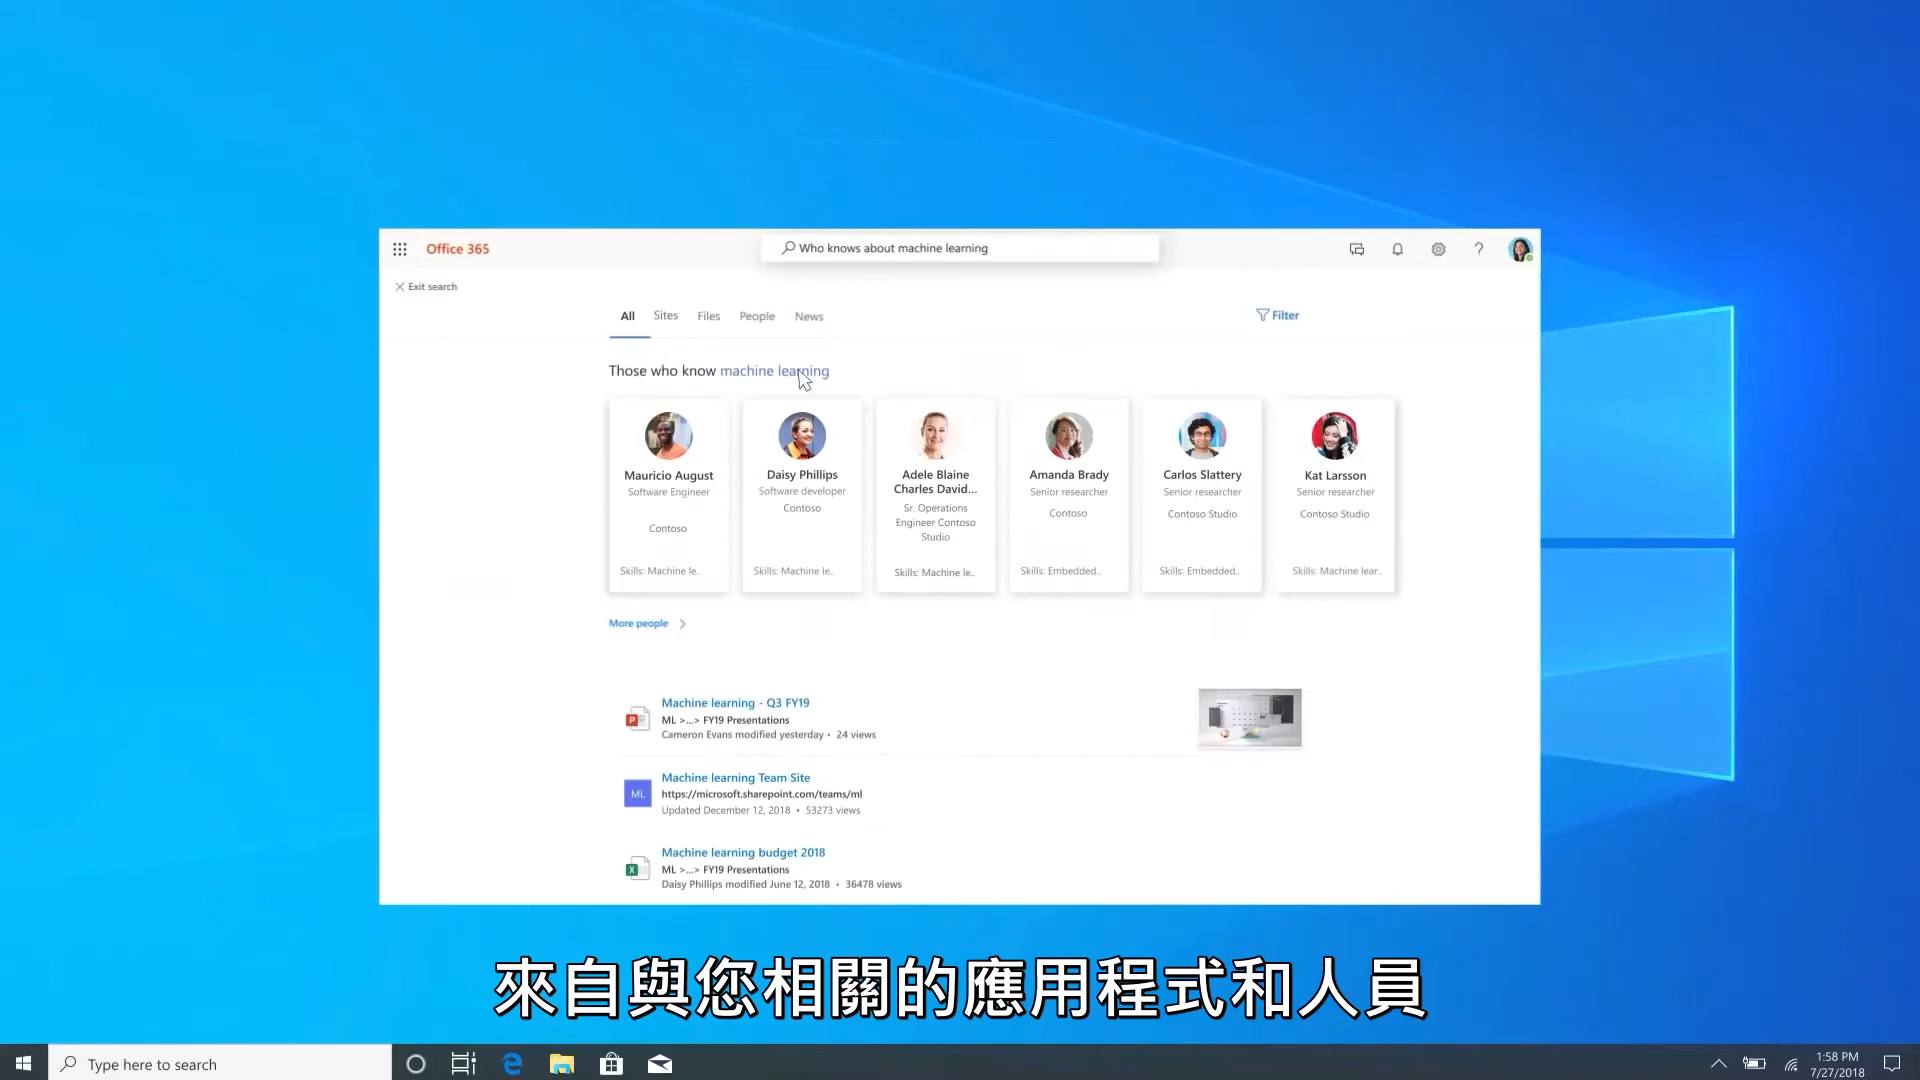 Office 365
Who knows about machine learning
?
Exit search
All Sites Files People News
Filter
Those who know machine learning
Mauricio August
Software Engineer
Contoso
Skills: Machine le..
Daisy Phillips
Software developer
Contoso
Skills: Machine le..
Adele Blaine
Charles David...
Sr. Operations
Engineer Contoso
Studio
Skills: Machine le..
Amanda Brady
Senior researcher
Contoso
Skills: Embedded..
Carlos Slattery
Senior researcher
Contoso Studio
Skills: Embedded..
Kat Larsson
Senior researcher
Contoso Studio
Skills: Machine lear..
More people
Machine learning - Q3 FY19
ML >...> FY19 Presentations
Cameron Evans modified yesterday • 24 views
ML
Machine learning Team Site
https://microsoft.sharepoint.com/teams/ml
Updated December 12, 2018 • 53273 views
Machine learning budget 2018
ML >...> FY19 Presentations
Daisy Phillips modified June 12, 2018 • 36478 views
來自與您相關的應用程式和人員
Type here to search
1:58 PM
7/27/2018